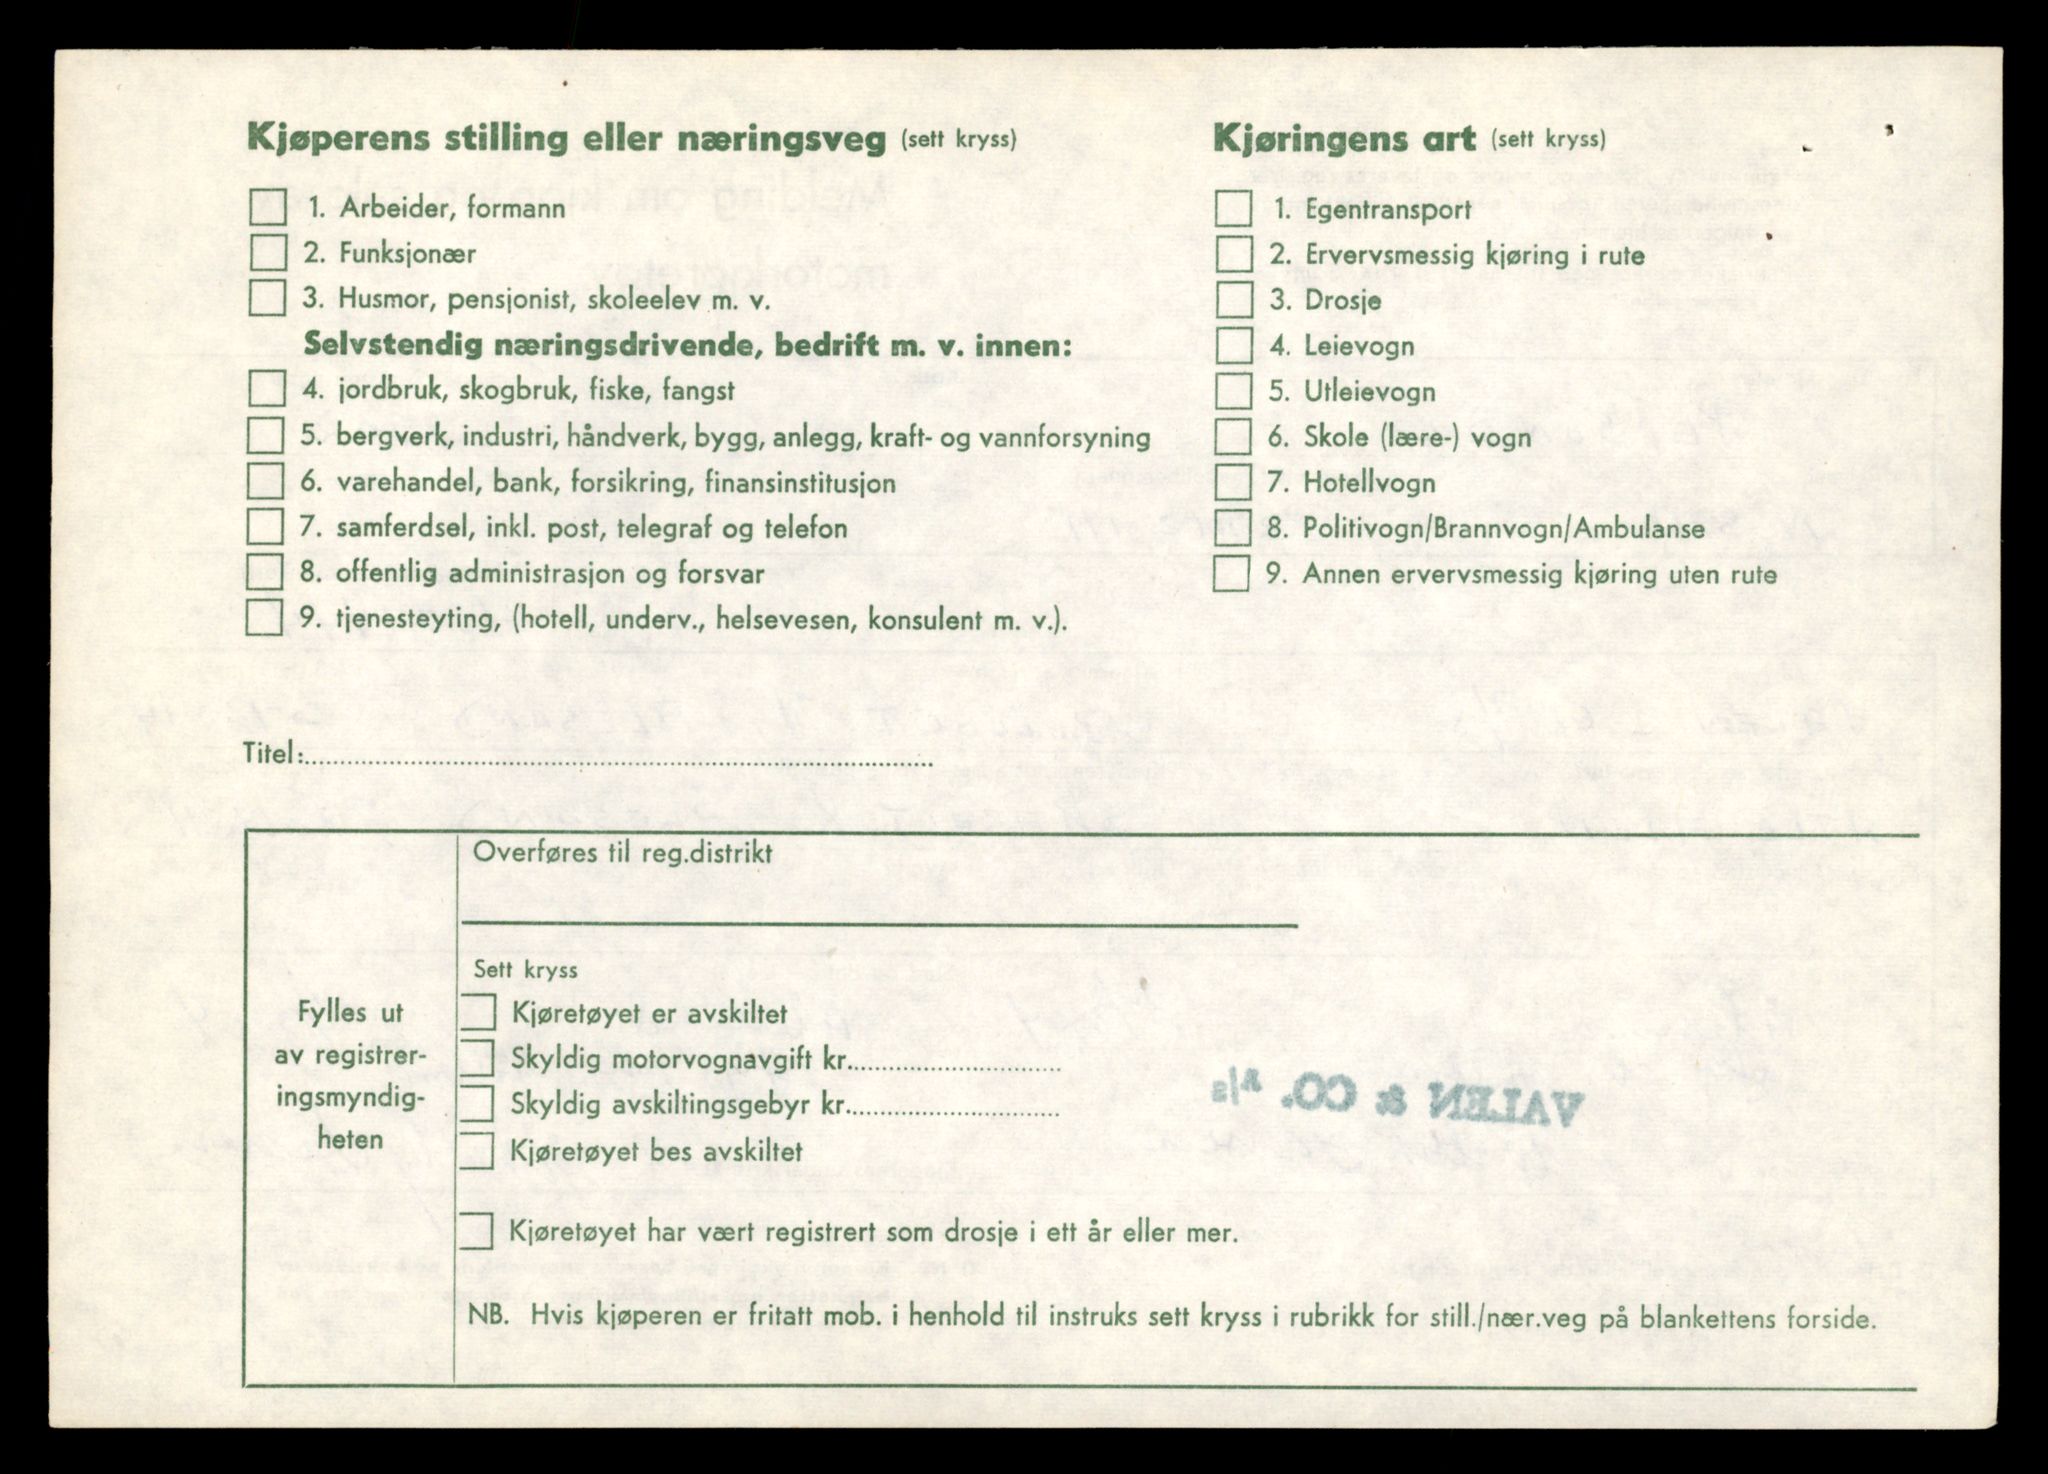 Kjøperens stilling eller næringsveg (sett kryss)
1. Arbeider, formann
2. Funksjonær
3. Husmor, pensjonist, skoleelev m. v.
Selvstendig næringsdrivende, bedrift m. v. innen:
4. jordbruk, skogbruk, fiske, fangst
5. bergverk, industri, håndverk, bygg, anlegg, kraft- og vannforsyning
6. varehandel, bank, forsikring, finansinstitusjon
7. samferdsel, inkl. post, telegraf og telefon
8. offentlig administrasjon og forsvar
9. tjenesteyting, (hotell, underv., helsevesen, konsulent m. v.).
Kjøringens art (sett kryss)
1. Egentransport
2. Ervervsmessig kjøring i rute
3. Drosje
4. Leievogn
5. Utleievogn
6. Skole (lære-) vogn
7. Hotellvogn
8. Politivogn/Brannvogn/Ambulanse
9. Annen ervervsmessig kjøring uten rute
Titel:
Fylles ut
av registrer-
ingsmyndig-
heten
Overføres til reg.distrikt
Sett kryss
Kjøretøyet er avskiltet
Skyldig motorvognavgift kr.
Skyldig avskiltingsgebyr kr.
Kjøretøyet bes avskiltet
VALEN & CO. A/S
Kjøretøyet har vært registrert som drosje i ett år eller mer.
NB. Hvis kjøperen er fritatt mob. i henhold til instruks sett kryss i rubrikk for still./nær.veg på blankettens forside.